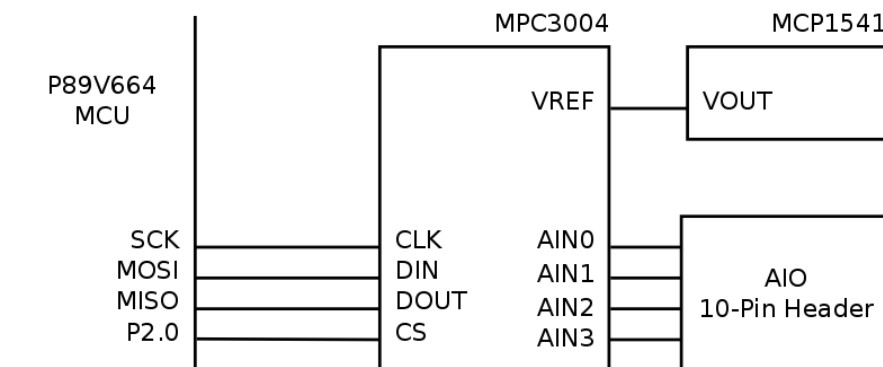 MPC3004
MCP1541
P89V664
MCU
VREF
VOUT
SCK
CLK
AIN0
MOSI
DIN
AIN1
AIO
MISO
DOUT
AIN2
10-Pin Header
P2.0
CS
AIN3